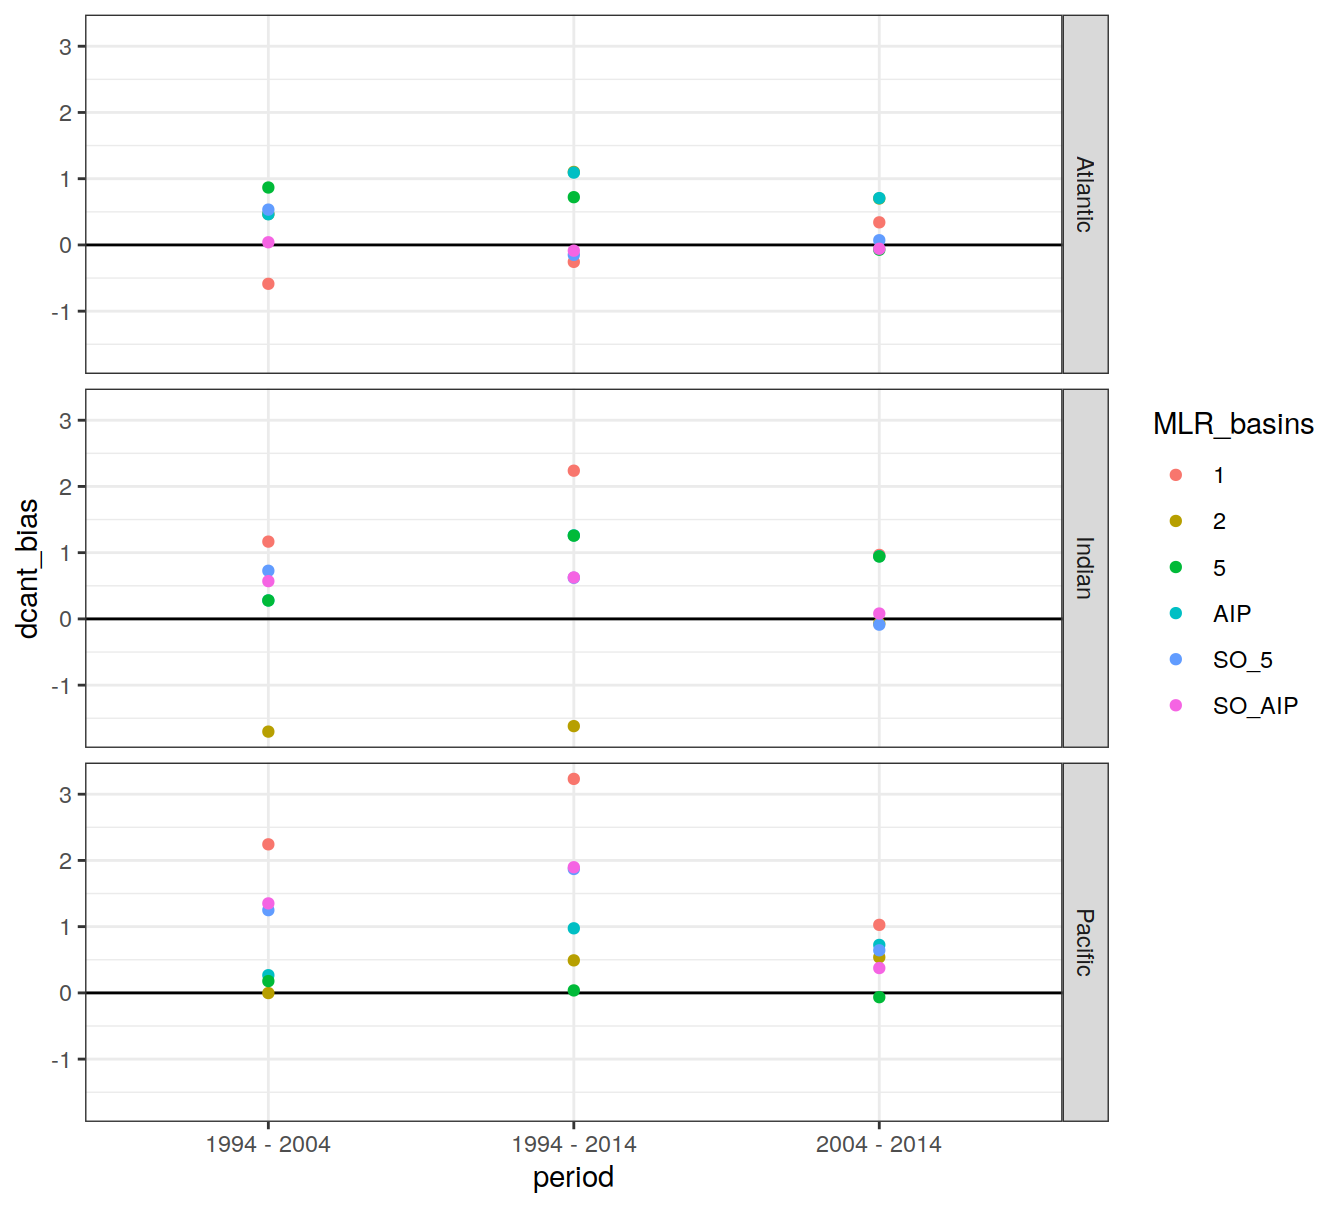 3
2
1
0
-1
Atlantic
3
2
1
0
-1
Indian
3
2
1
0
-1
Pacific
dcant_bias
1994 - 2004
1994 - 2014
2004 - 2014
period
MLR_basins
1
2
5
AIP
SO_5
SO_AIP